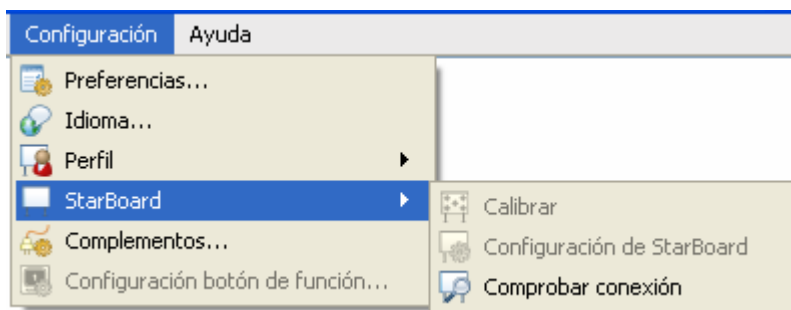 Configuración Ayuda
Preferencias...
Idioma...
Perfil
StarBoard
Complementos...
Configuración botón de función...
Calibrar
Configuración de StarBoard
Comprobar conexión